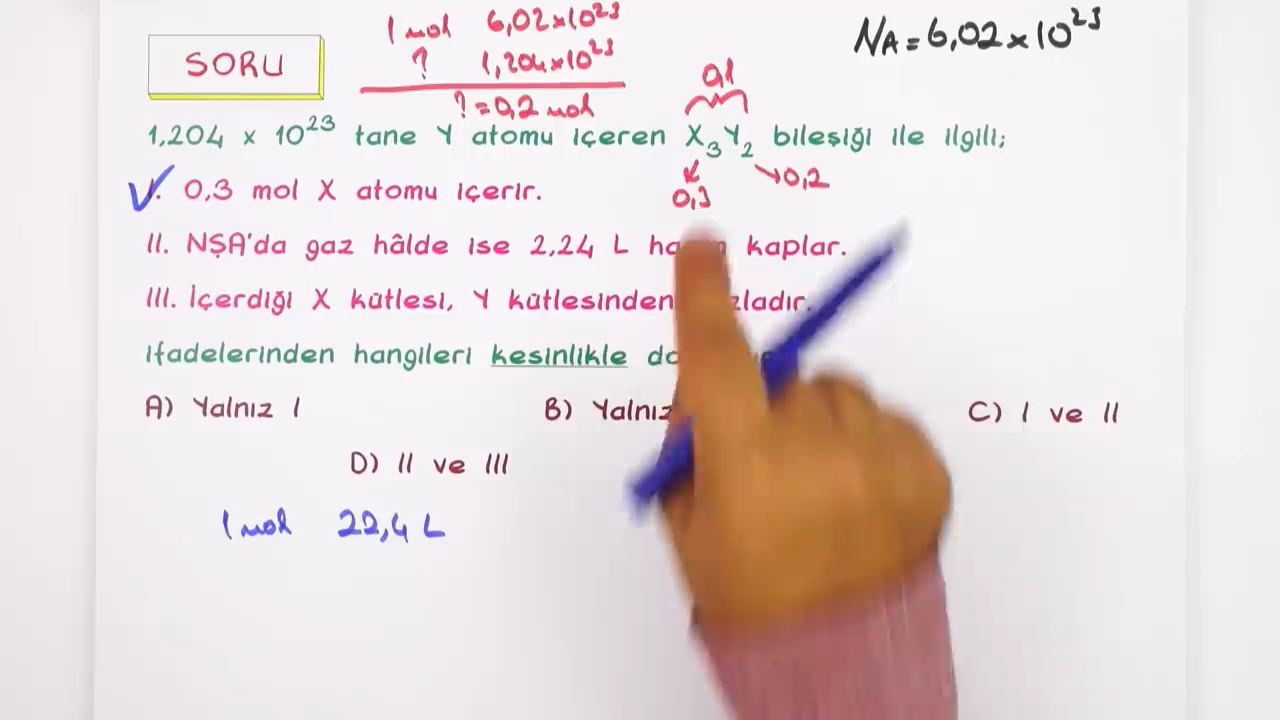 SORU
1 mol 6,02x10²³
? 1,204x10²³
? = 0,2 mol
NA = 6,02x10²³
0,1
1,204 x 10²³ tane Y atomu içeren X₃Y₂ bileşiği ile ilgili;
0,3
0,2
I. 0,3 mol X atomu içerir.
II. NŞA'da gaz hâlde ise 2,24 L kaplar.
III. İçerdiği X kütlesi, Y kütlesinden
ifadelerinden hangileri kesinlikle
A) Yalnız I
B) Yalnız
C) I ve II
D) II ve III
1 mol 22,4 L